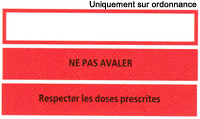 Uniquement sur ordonnance
NE PAS AVALER
Respecter les doses prescrites